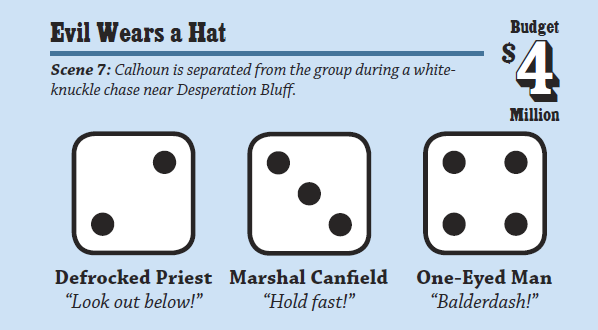 Evil Wears a Hat
Budget
$4
Million
Scene 7: Calhoun is separated from the group during a white-
knuckle chase near Desperation Bluff.
Defrocked Priest
“Look out below!”
Marshal Canfield
“Hold fast!”
One-Eyed Man
“Balderdash!”